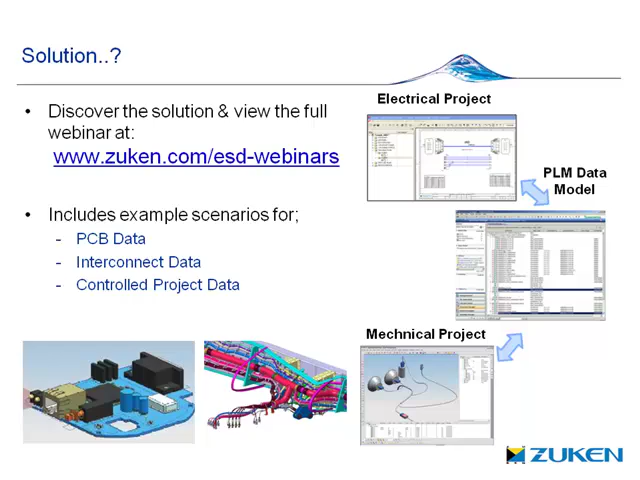 Solution..?
• Discover the solution & view the full
webinar at:
www.zuken.com/esd-webinars
• Includes example scenarios for;
- PCB Data
- Interconnect Data
- Controlled Project Data
Electrical Project
PLM Data
Model
Mechnical Project
ZUKEN